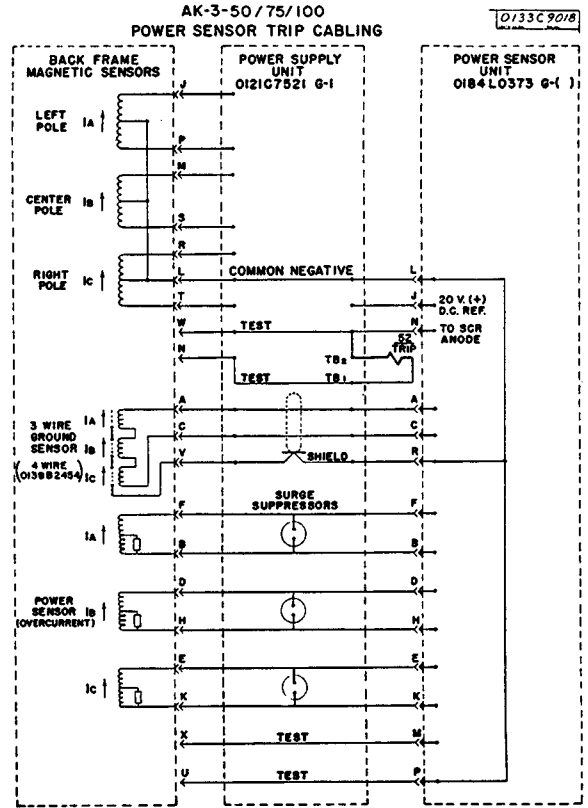 AK-3-50/75/100
POWER SENSOR TRIP CABLING
0133C9018
BACK FRAME
MAGNETIC SENSORS
POWER SUPPLY
UNIT
0121C7521 G-1
POWER SENSOR
UNIT
0184L0373 G-( )
J
LEFT
POLE
IA
P
M
CENTER
POLE
IB
S
R
RIGHT
POLE
IC
L
COMMON NEGATIVE
L
T
J
20 V. (+)
D.C. REF.
W
TEST
N
TO SCR
ANODE
52
TRIP
N
TB2
TEST
TB1
A
A
IA
3 WIRE
GROUND
SENSOR
C
C
IB
4 WIRE
(0139B2454)
IC
V
SHIELD
R
SURGE
SUPPRESSORS
F
F
IA
B
B
D
D
POWER
SENSOR
(OVERCURRENT)
IB
H
H
E
E
IC
K
K
X
TEST
M
U
TEST
P